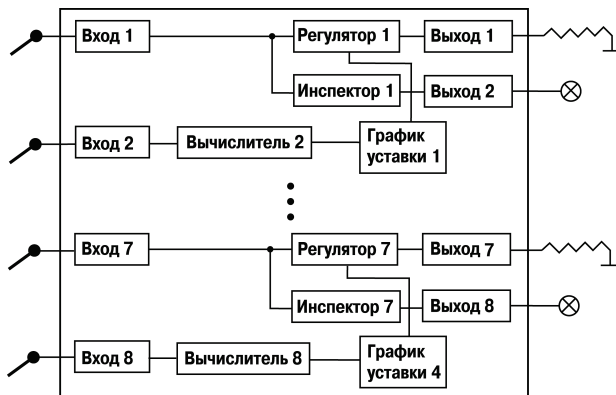 Вход 1
Регулятор 1
Выход 1
Инспектор 1
Выход 2
Вход 2
Вычислитель 2
График
уставки 1
Вход 7
Регулятор 7
Выход 7
Инспектор 7
Выход 8
Вход 8
Вычислитель 8
График
уставки 4